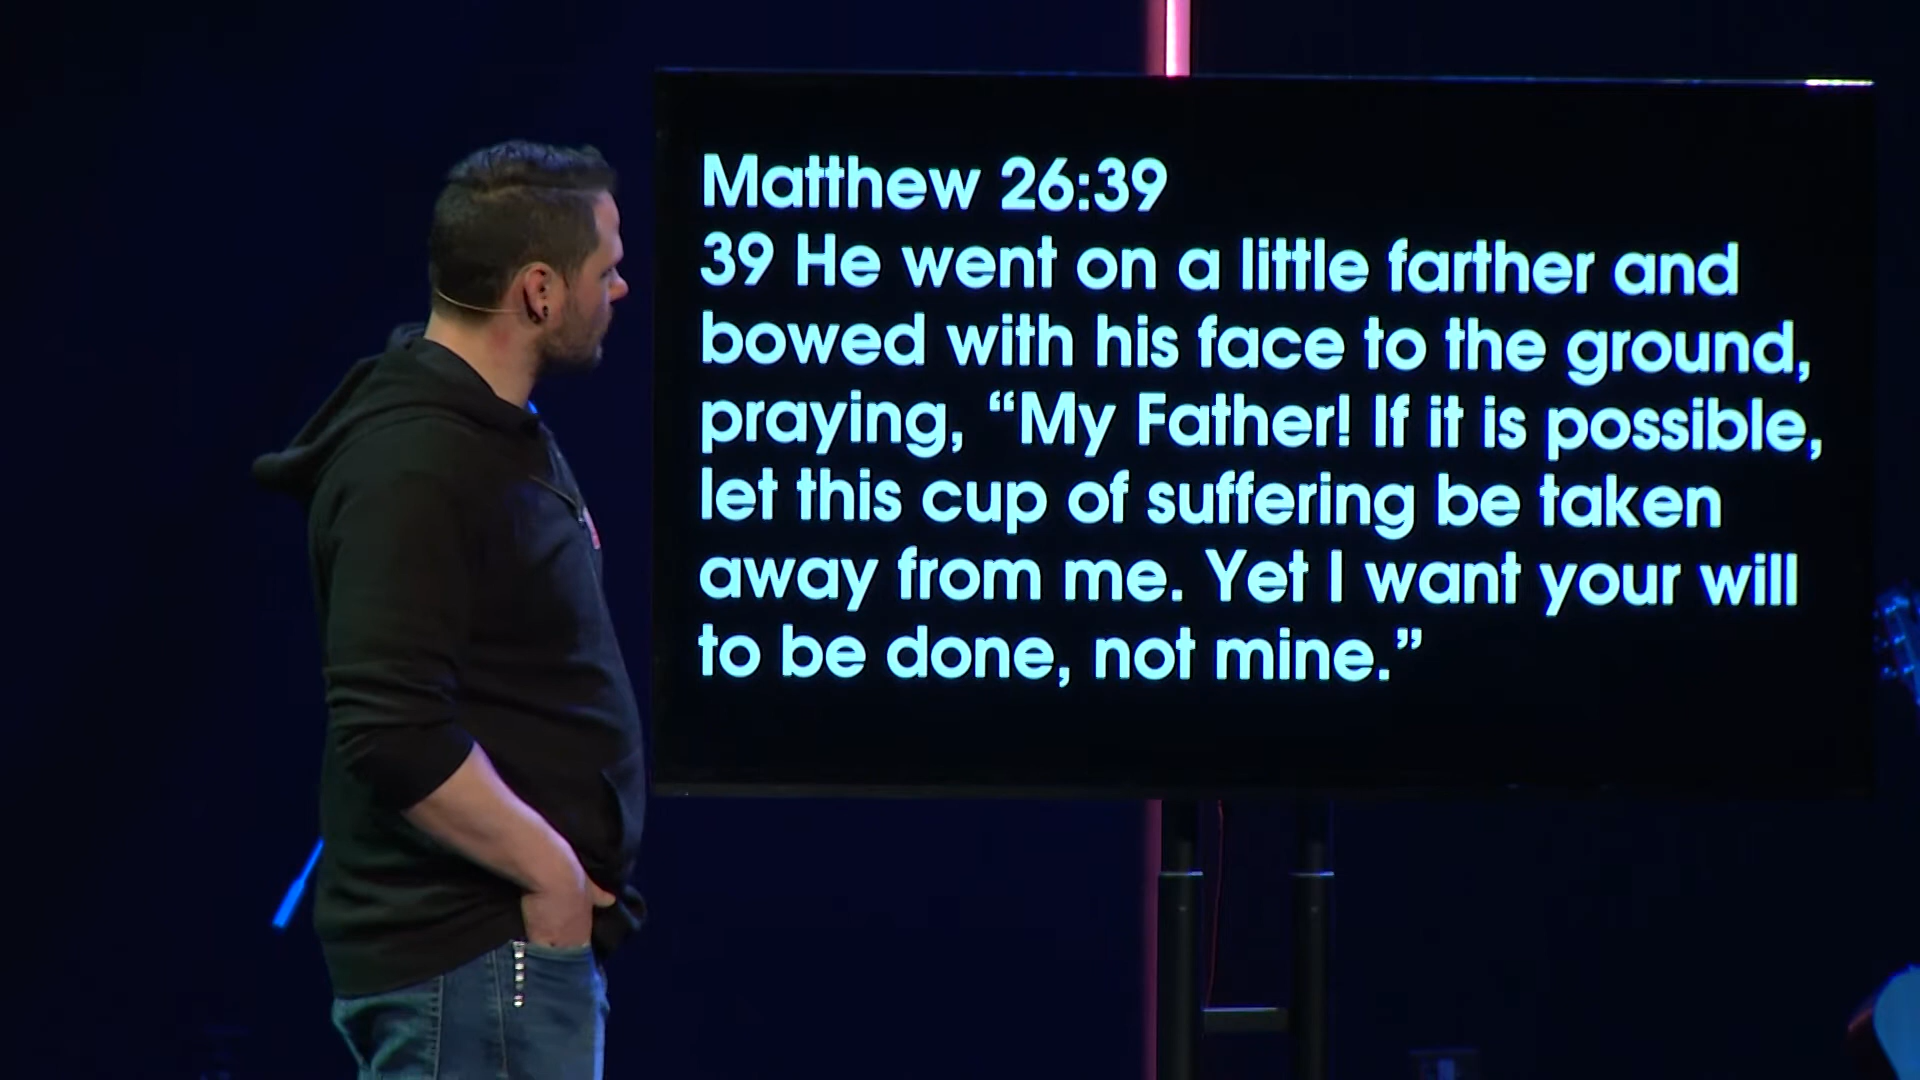 Matthew 26:39
39 He went on a little farther and
bowed with his face to the ground,
praying, “My Father! If it is possible,
let this cup of suffering be taken
away from me. Yet I want your will
to be done, not mine.”